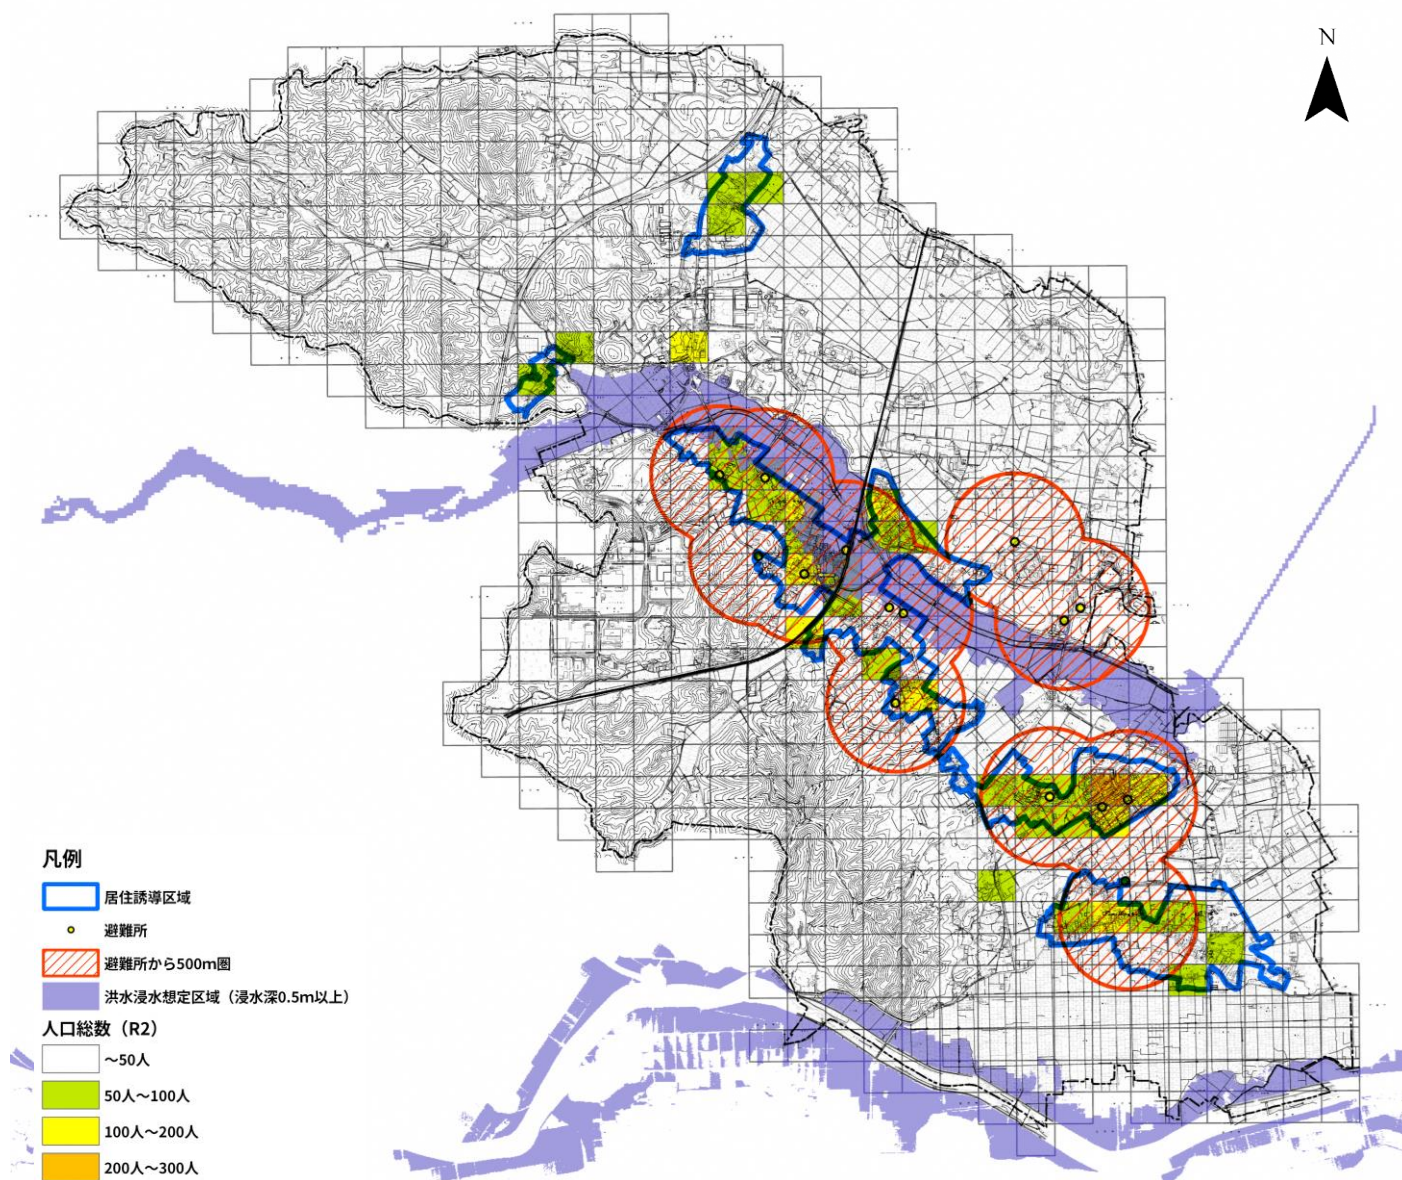 N
凡例
居住誘導区域
避難所
避難所から500m圏
洪水浸水想定区域（浸水深0.5m以上）
人口総数（R2）
～50人
50人～100人
100人～200人
200人～300人